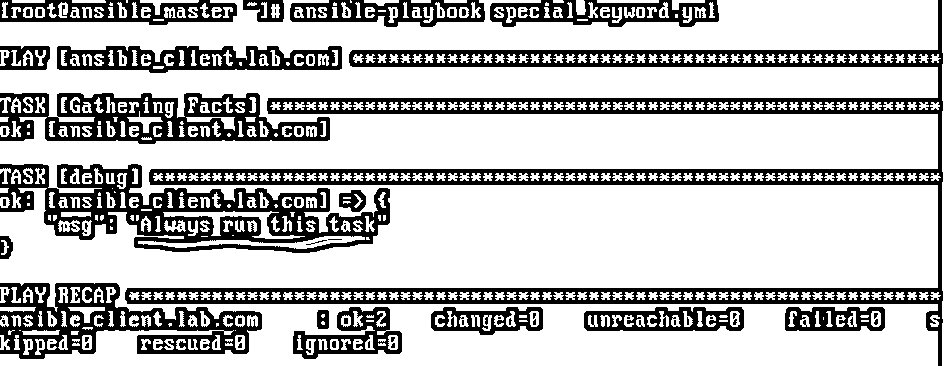 [root@ansible_master ~]# ansible-playbook special_keyword.yml
PLAY [ansible_client.lab.com] **************************************************
TASK [Gathering Facts] *********************************************************
ok: [ansible_client.lab.com]
TASK [debug] *******************************************************************
ok: [ansible_client.lab.com] => {
    "msg": "Always run this task"
}
PLAY RECAP *********************************************************************
ansible_client.lab.com     : ok=2    changed=0    unreachable=0    failed=0    s
kipped=0    rescued=0    ignored=0